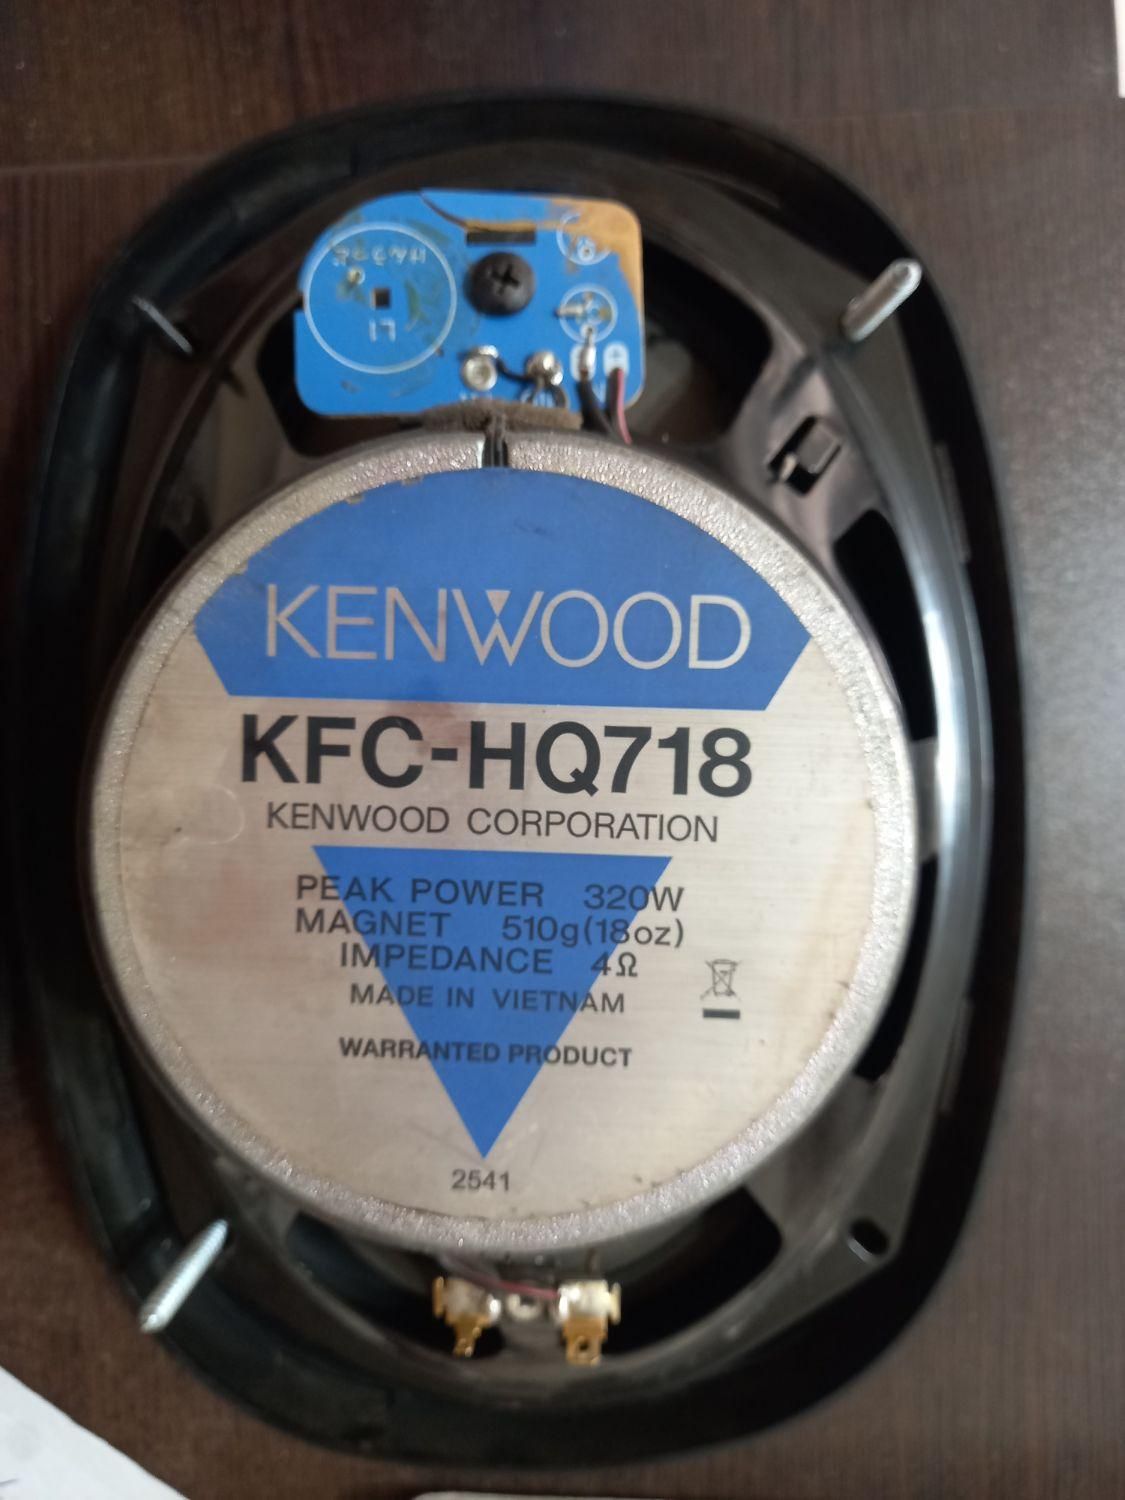 L1
KENWOOD
KFC-HQ718
KENWOOD CORPORATION
PEAK POWER 320W
MAGNET 510g(18oz)
IMPEDANCE 4Ω
MADE IN VIETNAM
WARRANTED PRODUCT
2541